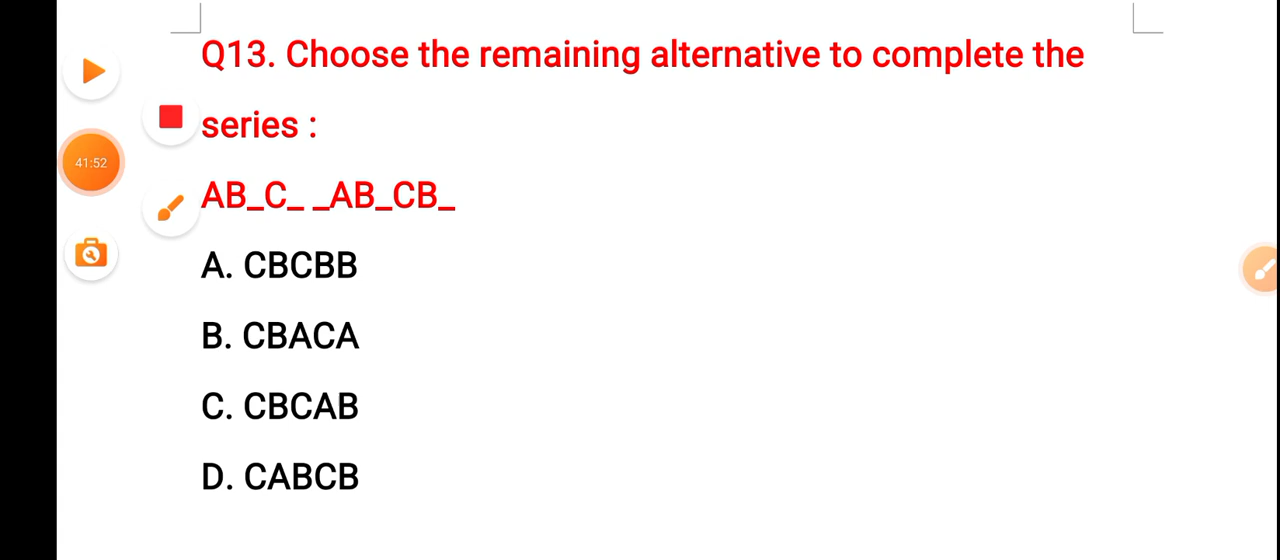 Q13. Choose the remaining alternative to complete the
series :
41:52
AB_C_ _AB_CB_
A. CBCBB
B. CBACA
C. CBCAB
D. CABCB